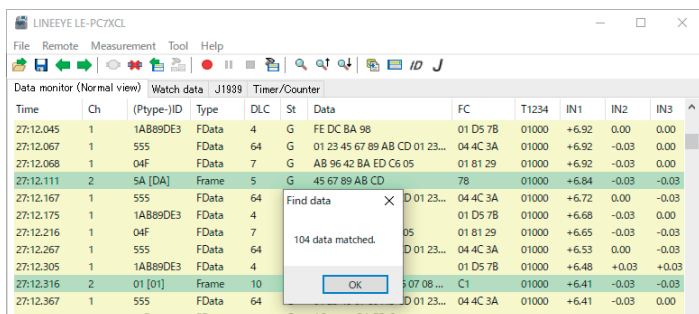 LINEEYE LE-PC7XCL
File Remote Measurement Tool Help
ID J
Data monitor (Normal view) Watch data J1939 Timer/Counter
Time Ch (Ptype-)ID Type DLC St Data FC T1234 IN1 IN2 IN3
27:12.045 1 1AB89DE3 FData 4 G FE DC BA 98 01 D5 7B 01000 +6.92 0.00 0.00
27:12.067 1 555 FData 64 G 01 23 45 67 89 AB CD 01 23... 04 4C 3A 01000 +6.92 -0.03 0.00
27:12.068 1 04F FData 7 G AB 96 42 BA ED C6 05 01 81 29 01000 +6.92 -0.03 0.00
27:12.111 2 5A [DA] Frame 5 G 45 67 89 AB CD 78 01000 +6.84 -0.03 -0.03
27:12.167 1 555 FData 64 D 01 23... 04 4C 3A 01000 +6.72 0.00 -0.03
27:12.175 1 1AB89DE3 FData 4 01 D5 7B 01000 +6.68 -0.03 0.00
27:12.216 1 04F FData 7 05 01 81 29 01000 +6.65 -0.03 -0.03
27:12.267 1 555 FData 64 D 01 23... 04 4C 3A 01000 +6.53 0.00 -0.03
27:12.305 1 1AB89DE3 FData 4 01 D5 7B 01000 +6.48 +0.03 +0.03
27:12.316 2 01 [01] Frame 10 07 08 ... C1 01000 +6.41 -0.03 -0.03
27:12.367 1 555 FData 64 01 23... 04 4C 3A 01000 +6.41 -0.03 0.00
Find data
104 data matched.
OK